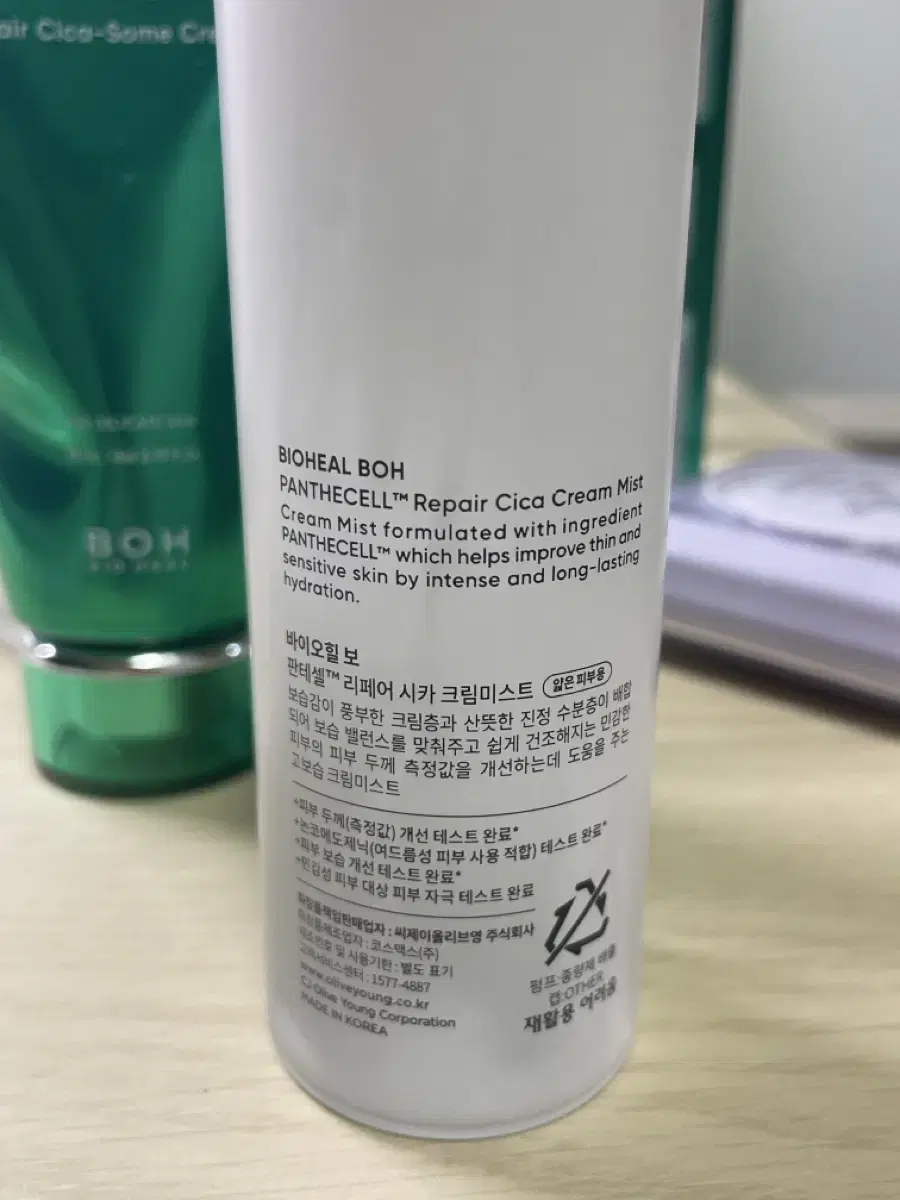 air Cica-Some Cre
BOH
BIO HEAL
BIOHEAL BOH
PANTHECELL™ Repair Cica Cream Mist
Cream Mist formulated with ingredient
PANTHECELL™ which helps improve thin and
sensitive skin by intense and long-lasting
hydration.
바이오힐 보
판테셀™ 리페어 시카 크림미스트 얇은피부용
보습감이 풍부한 크림층과 산뜻한 진정 수분층이 배합
되어 보습 밸런스를 맞춰주고 쉽게 건조해지는 민감한
피부의 피부 두께 측정값을 개선하는데 도움을 주는
고보습 크림미스트
+피부 두께(측정값) 개선 테스트 완료*
+논코메도제닉(여드름성 피부 사용 적합) 테스트 완료*
+피부 보습 개선 테스트 완료*
+민감성 피부 대상 피부 자극 테스트 완료
화장품책임판매업자 : 씨제이올리브영 주식회사
화장품제조업자 : 코스맥스(주)
제조번호 및 사용기한 : 별도 표기
고객서비스센터 : 1577-4887
www.oliveyoung.co.kr
CJ Olive Young Corporation
MADE IN KOREA
펌프:종량제 배출
캡:OTHER
재활용 어려움